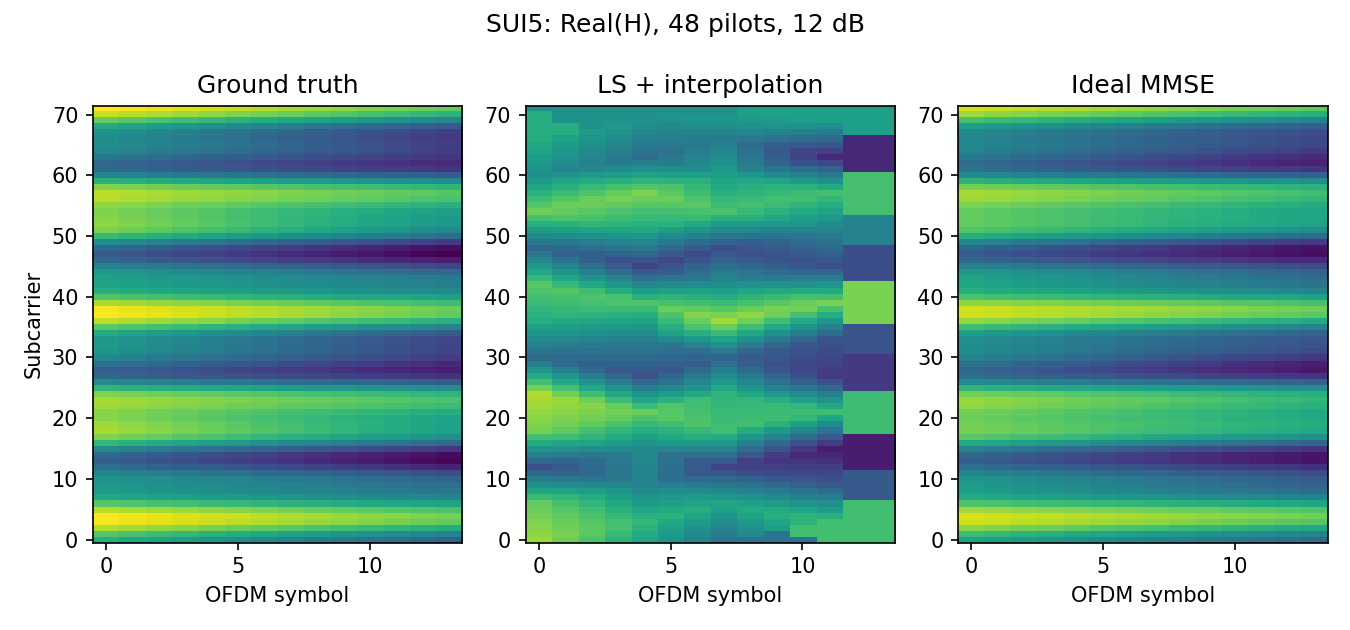 SUI5: Real(H), 48 pilots, 12 dB
Ground truth
LS + interpolation
Ideal MMSE
Subcarrier
70
60
50
40
30
20
10
0
0 5 10
OFDM symbol
70
60
50
40
30
20
10
0
0 5 10
OFDM symbol
70
60
50
40
30
20
10
0
0 5 10
OFDM symbol